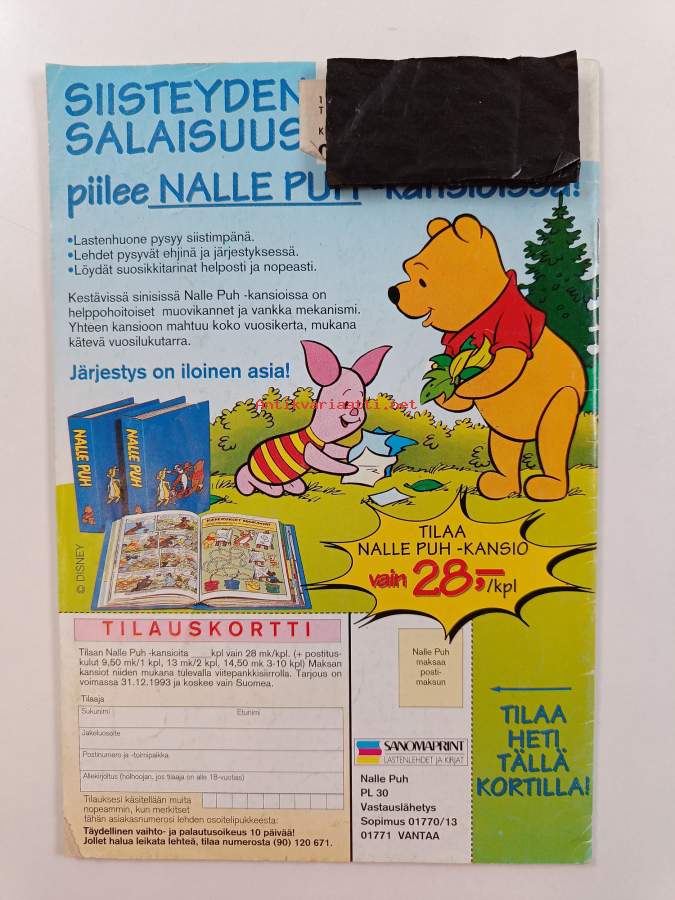 SIISTEYDEN
SALAISUUS
piilee NALLE PUH -kansioissa!
•Lastenhuone pysyy siistimpänä.
•Lehdet pysyvät ehjinä ja järjestyksessä.
•Löydät suosikkitarinat helposti ja nopeasti.
Kestävissä sinisissä Nalle Puh -kansioissa on
helppohoitoiset muovikannet ja vankka mekanismi.
Yhteen kansioon mahtuu koko vuosikerta, mukana
kätevä vuosilukutarra.
Järjestys on iloinen asia!
Antikvariaatti.net
NALLE PUH
NALLE PUH
© DISNEY
TILAA
NALLE PUH -KANSIO
vain 28,-/kpl
TILAUSKORTTI
Tilaan Nalle Puh -kansioita ___ kpl vain 28 mk/kpl. (+ postitus-
kulut 9,50 mk/1 kpl, 13 mk/2 kpl, 14,50 mk 3-10 kpl) Maksan
kansiot niiden mukana tulevalla viitepankkisiirrolla. Tarjous on
voimassa 31.12.1993 ja koskee vain Suomea.
Tilaaja
Sukunimi Etunimi
Jakeluosoite
Postinumero ja -toimipaikka
Allekirjoitus (holhoojan, jos tilaaja on alle 18-vuotias)
Tilauksesi käsitellään muita
nopeammin, kun merkitset
tähän asiakasnumerosi lehden osoitelipukkeesta:
Täydellinen vaihto- ja palautusoikeus 10 päivää!
Jollet halua leikata lehteä, tilaa numerosta (90) 120 671.
Nalle Puh
maksaa
posti-
maksun
SANOMAPRINT
LASTENLEHDET JA KIRJAT
Nalle Puh
PL 30
Vastauslähetys
Sopimus 01770/13
01771 VANTAA
TILAA
HETI
TÄLLÄ
KORTILLA!